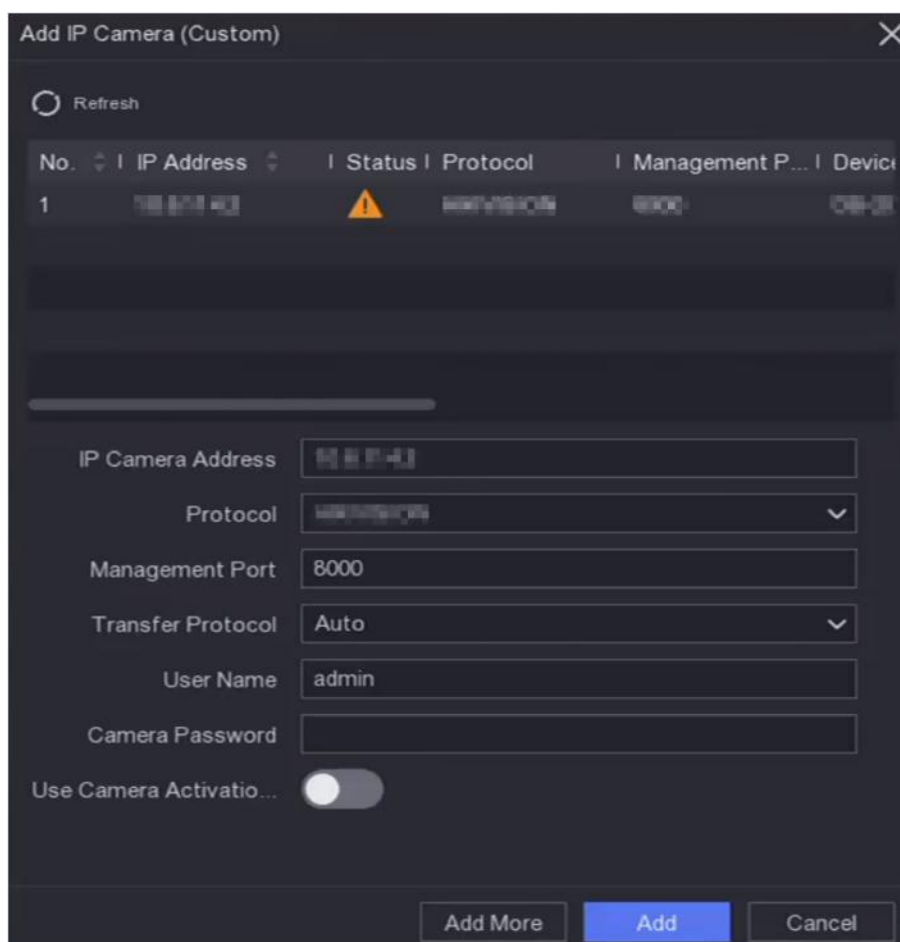 Add IP Camera (Custom)
Refresh
No. IP Address Status Protocol Management P... Device
1
IP Camera Address
Protocol
Management Port 8000
Transfer Protocol Auto
User Name admin
Camera Password
Use Camera Activatio...
Add More Add Cancel